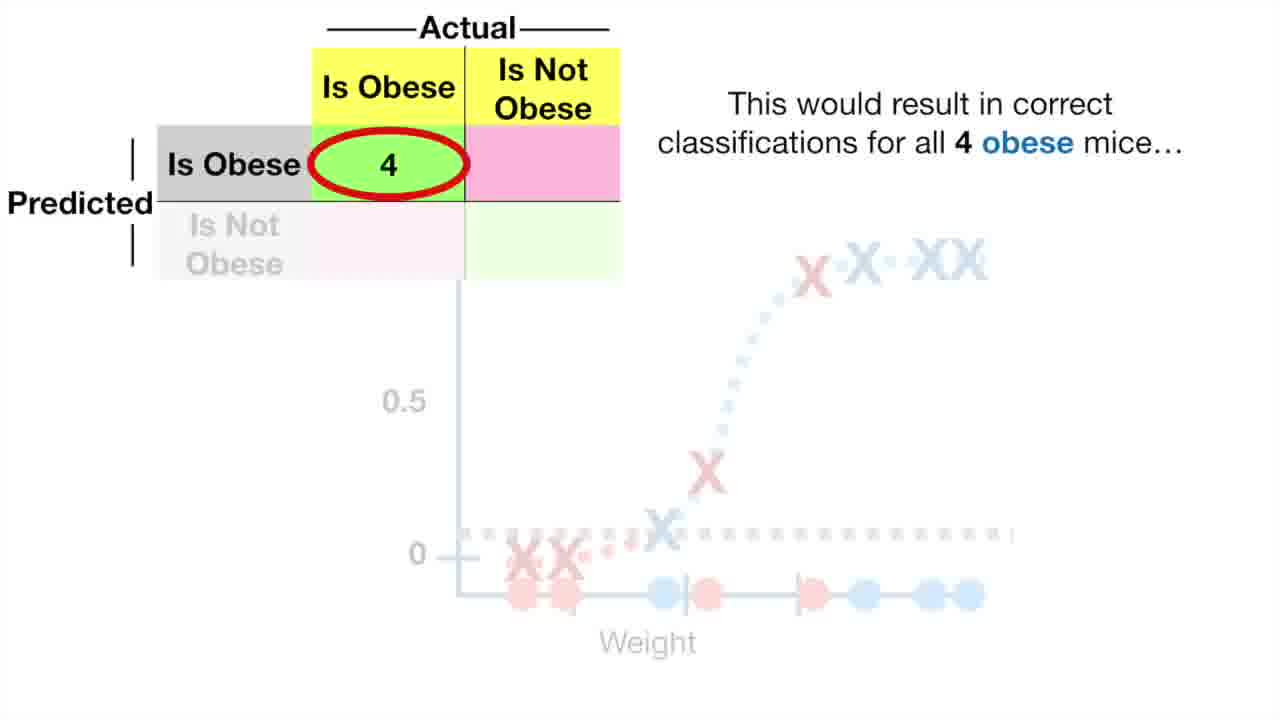 Actual
Is Obese
Is Not
Obese
This would result in correct
classifications for all 4 obese mice…
Is Obese
4
Predicted
Is Not
Obese
X X X X
0.5
X
X
0
X X
Weight